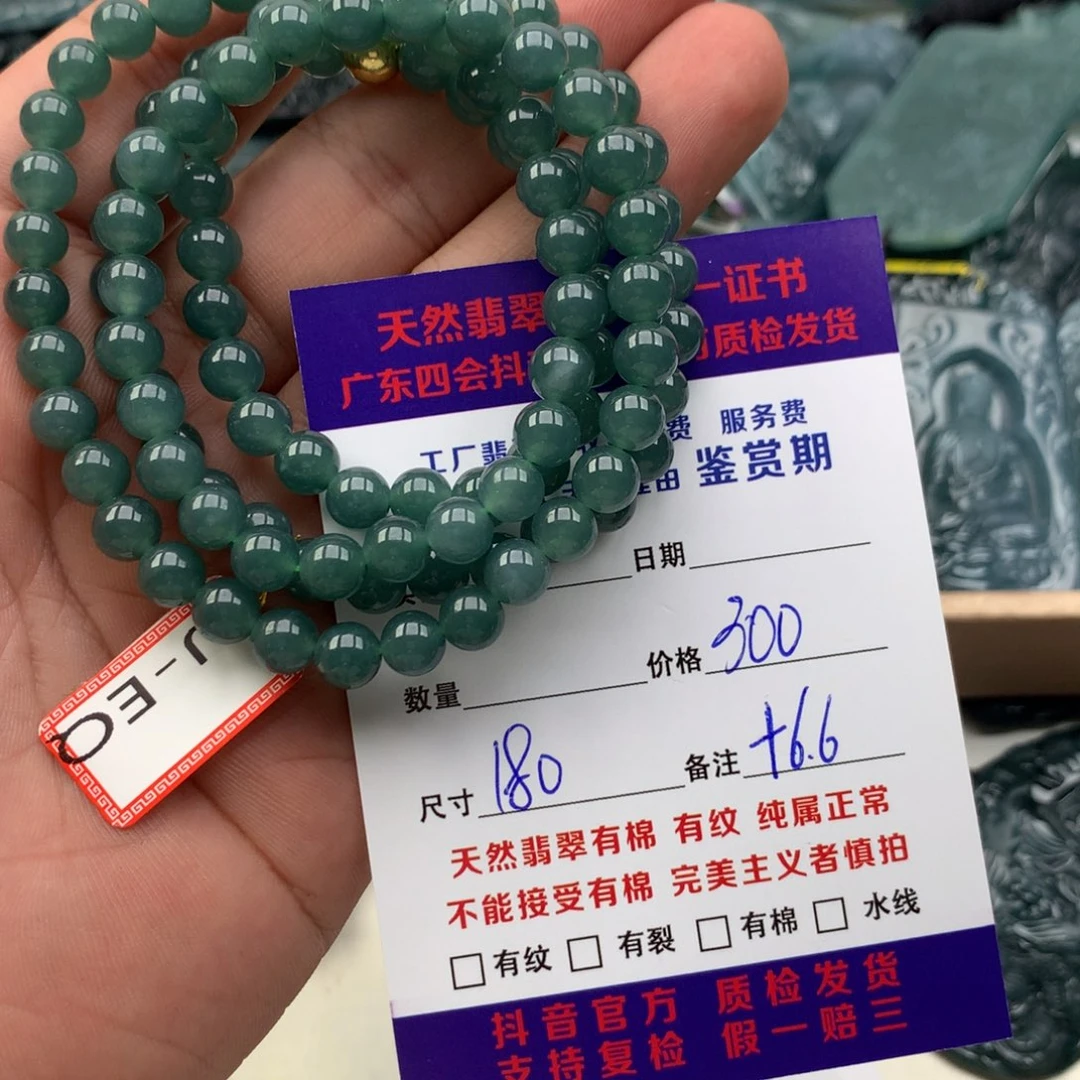 天然翡翠 一证书
广东四会抖 质检发货
工厂翡 费 服务费
鉴赏期
日期
数量 价格 300
尺寸 180 备注 +6.6
天然翡翠有棉 有纹 纯属正常
不能接受有棉 完美主义者慎拍
有纹 有裂 有棉 水线
抖音官方 质检发货
支持复检 假一赔三